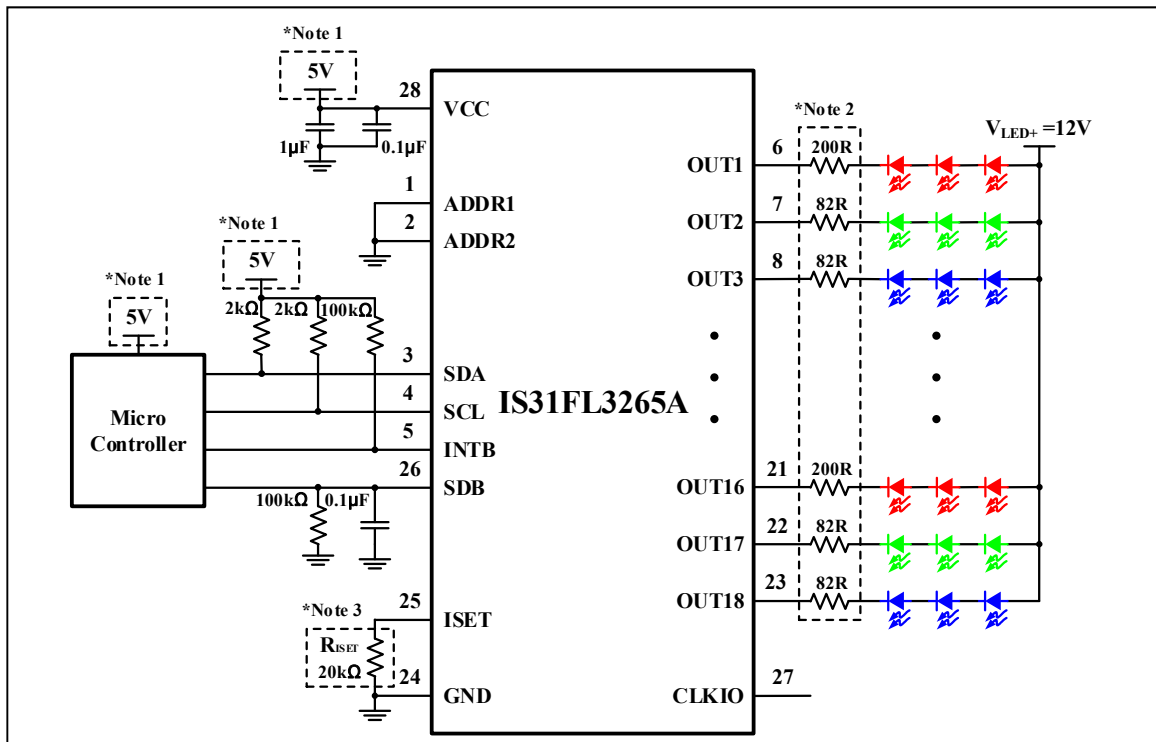 *Note 1
5V
28
VCC
1μF
0.1μF
1
ADDR1
2
ADDR2
*Note 1
5V
*Note 1
5V
2kΩ
2kΩ
100kΩ
Micro
Controller
3
SDA
4
SCL
5
INTB
26
SDB
100kΩ
0.1μF
*Note 3
25
ISET
RISET
20kΩ
24
GND
IS31FL3265A
*Note 2
VLED+ =12V
OUT1
6
200R
OUT2
7
82R
OUT3
8
82R
OUT16
21
200R
OUT17
22
82R
OUT18
23
82R
CLKIO
27